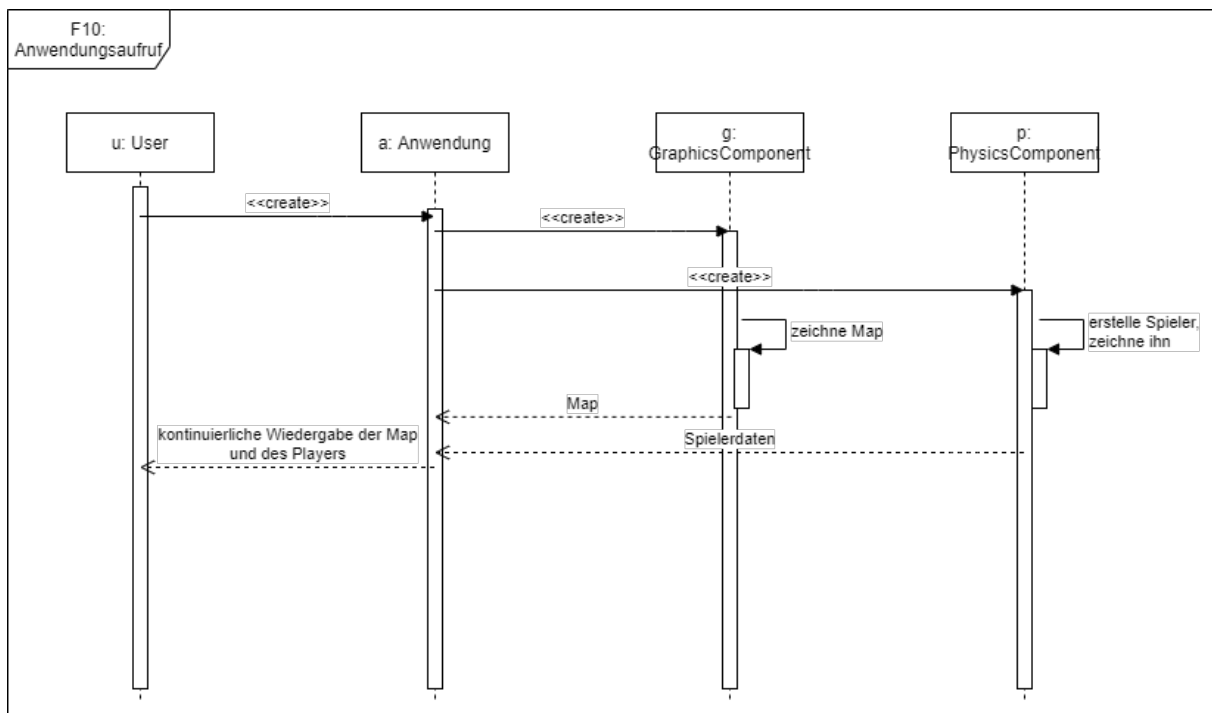 F10:
Anwendungsaufruf
u: User
a: Anwendung
g:
GraphicsComponent
p:
PhysicsComponent
<<create>>
<<create>>
<<create>>
zeichne Map
erstelle Spieler,
zeichne ihn
Map
kontinuierliche Wiedergabe der Map
und des Players
Spielerdaten